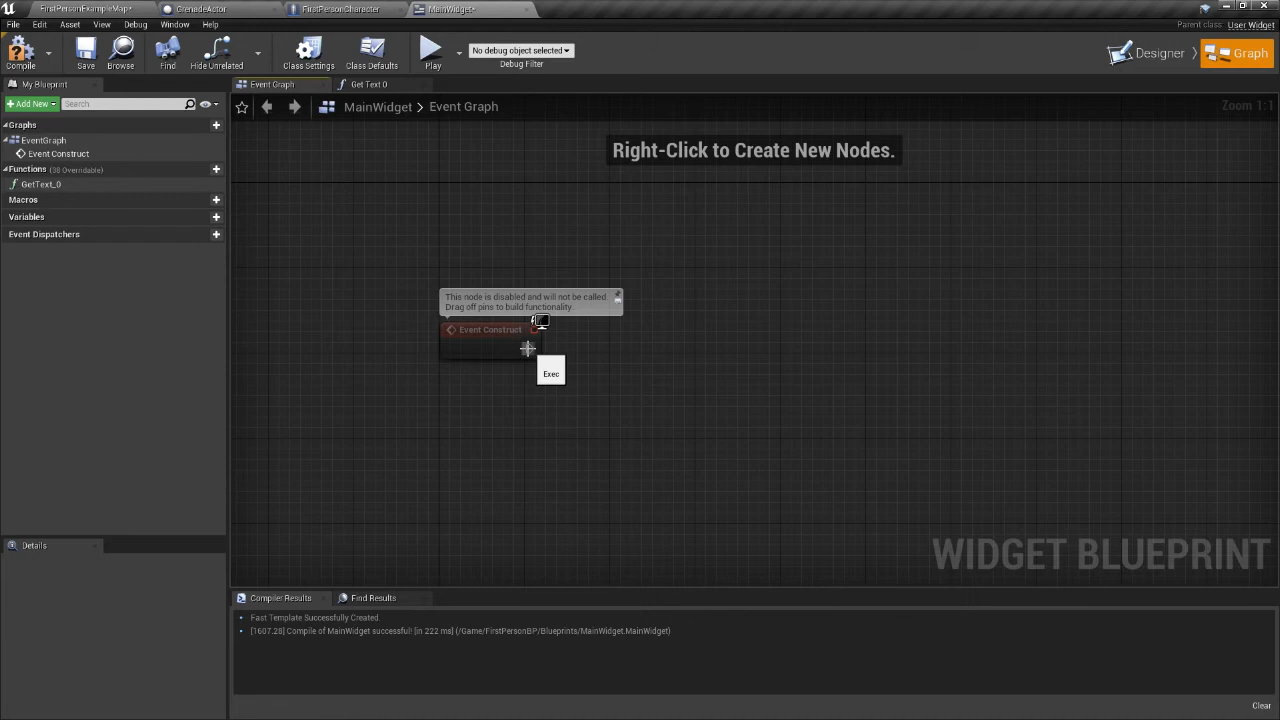 FirstPersonExampleMap*
GrenadeActor
FirstPersonCharacter
MainWidget*
File Edit Asset View Debug Window Help
Parent class: User Widget
Compile
Save
Browse
Find
Hide Unrelated
Class Settings
Class Defaults
Play
No debug object selected
Debug Filter
Designer
Graph
My Blueprint
Event Graph
Get Text 0
Add New
Search
MainWidget > Event Graph
Zoom 1:1
Graphs
EventGraph
Event Construct
Functions (38 Overridable)
GetText_0
Macros
Variables
Event Dispatchers
Right-Click to Create New Nodes.
This node is disabled and will not be called.
Drag off pins to build functionality.
Event Construct
Exec
WIDGET BLUEPRINT
Details
Compiler Results
Find Results
Fast Template Successfully Created.
[1607.28] Compile of MainWidget successful! [in 222 ms] (/Game/FirstPersonBP/Blueprints/MainWidget.MainWidget)
Clear